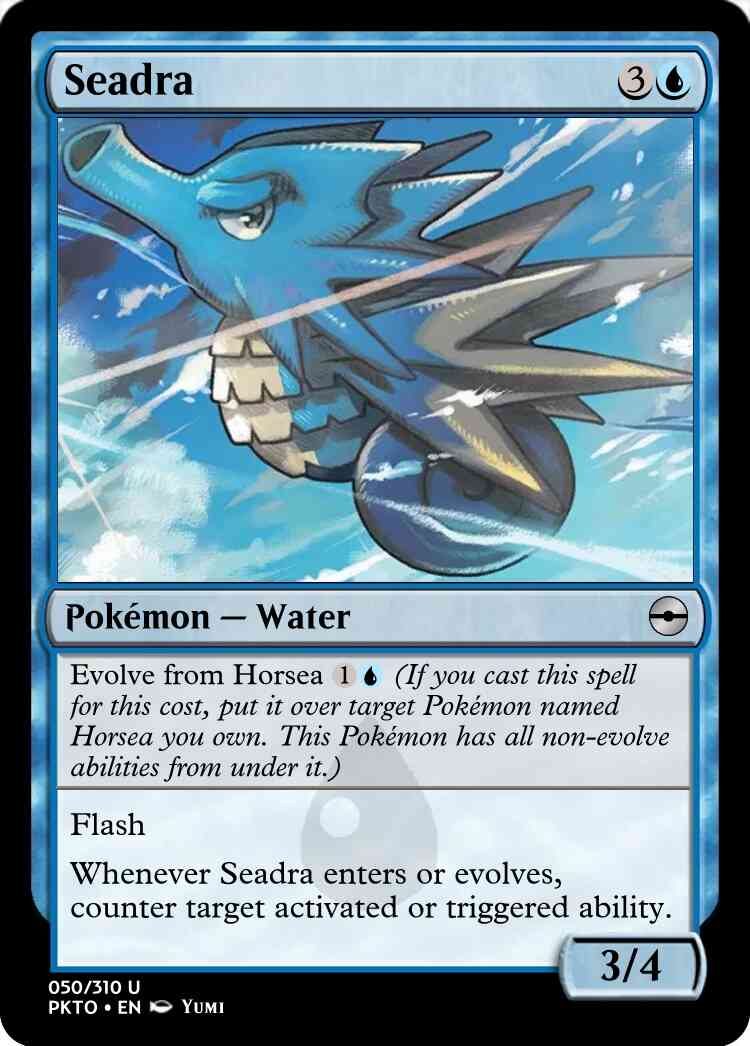 Seadra 3
Pokémon — Water
Evolve from Horsea 1 (If you cast this spell
for this cost, put it over target Pokémon named
Horsea you own. This Pokémon has all non-evolve
abilities from under it.)
Flash
Whenever Seadra enters or evolves,
counter target activated or triggered ability.
3/4
050/310 U
PKTO • EN Yumi